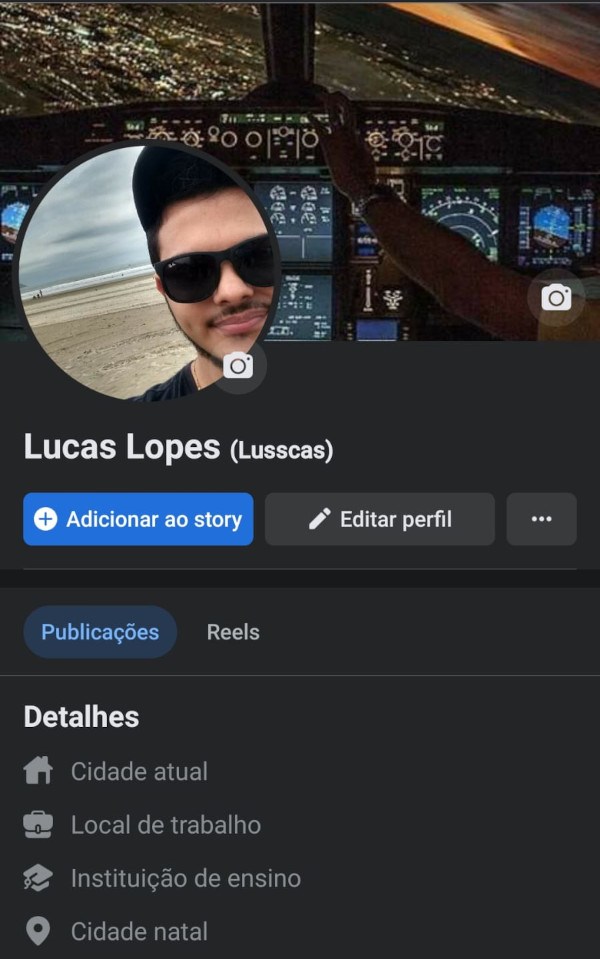 Lucas Lopes (Lusscas)
Adicionar ao story
Editar perfil
Publicações
Reels
Detalhes
Cidade atual
Local de trabalho
Instituição de ensino
Cidade natal